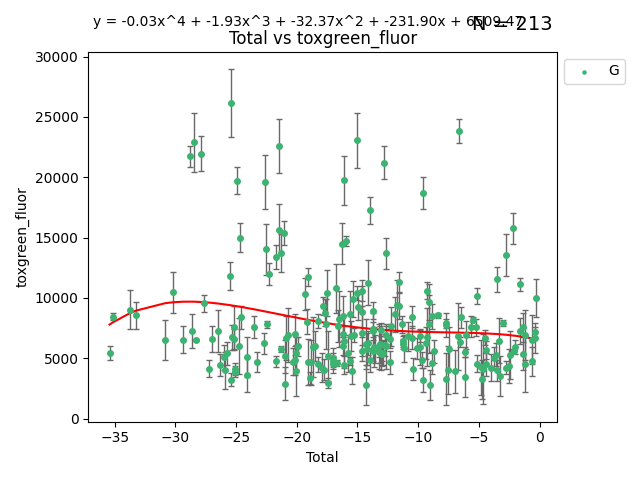 y = -0.03x^4 + -1.93x^3 + -32.37x^2 + -231.90x + 6509.47
N = 213
Total vs toxgreen_fluor
G
30000
25000
20000
15000
10000
5000
0
toxgreen_fluor
−35 −30 −25 −20 −15 −10 −5 0
Total